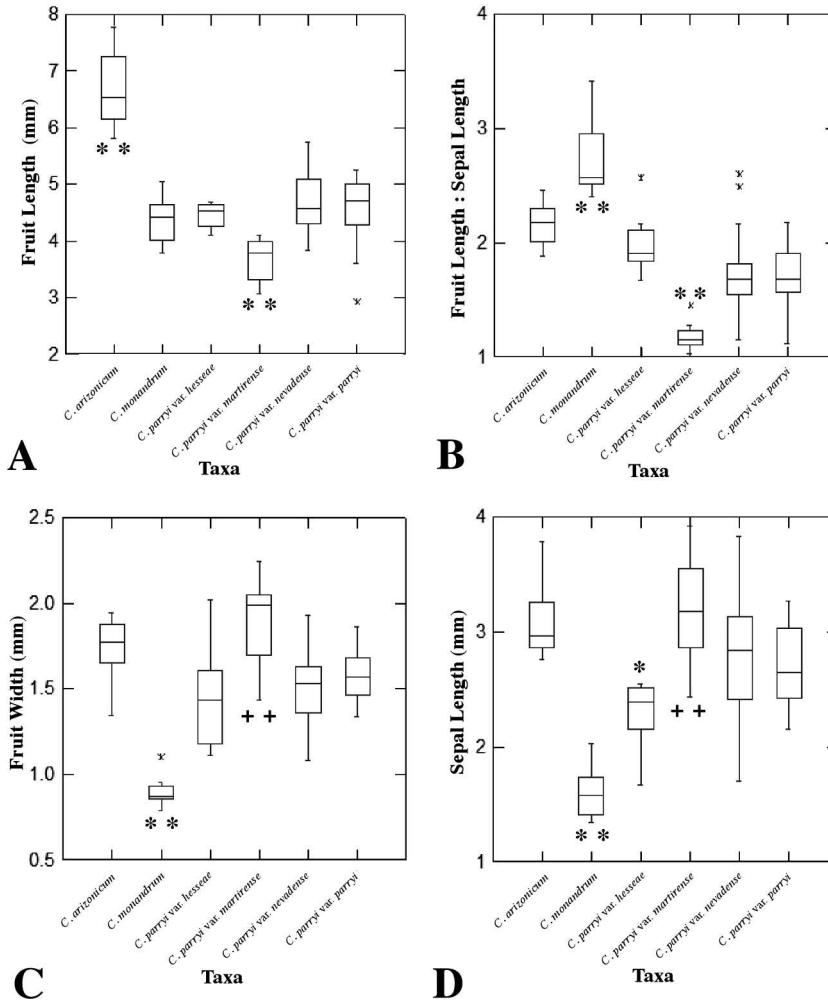 8
7
6
5
4
3
2
Fruit Length (mm)
* *
* *
C. arizonicum
C. monandrum
C. parryi var. hesseae
C. parryi var. martirense
C. parryi var. nevadense
C. parryi var. parryi
Taxa
A
4
3
2
1
Fruit Length : Sepal Length
* *
* *
C. arizonicum
C. monandrum
C. parryi var. hesseae
C. parryi var. martirense
C. parryi var. nevadense
C. parryi var. parryi
Taxa
B
2.5
2.0
1.5
1.0
0.5
Fruit Width (mm)
+ +
* *
C. arizonicum
C. monandrum
C. parryi var. hesseae
C. parryi var. martirense
C. parryi var. nevadense
C. parryi var. parryi
Taxa
C
4
3
2
1
Sepal Length (mm)
*
+ +
* *
C. arizonicum
C. monandrum
C. parryi var. hesseae
C. parryi var. martirense
C. parryi var. nevadense
C. parryi var. parryi
Taxa
D